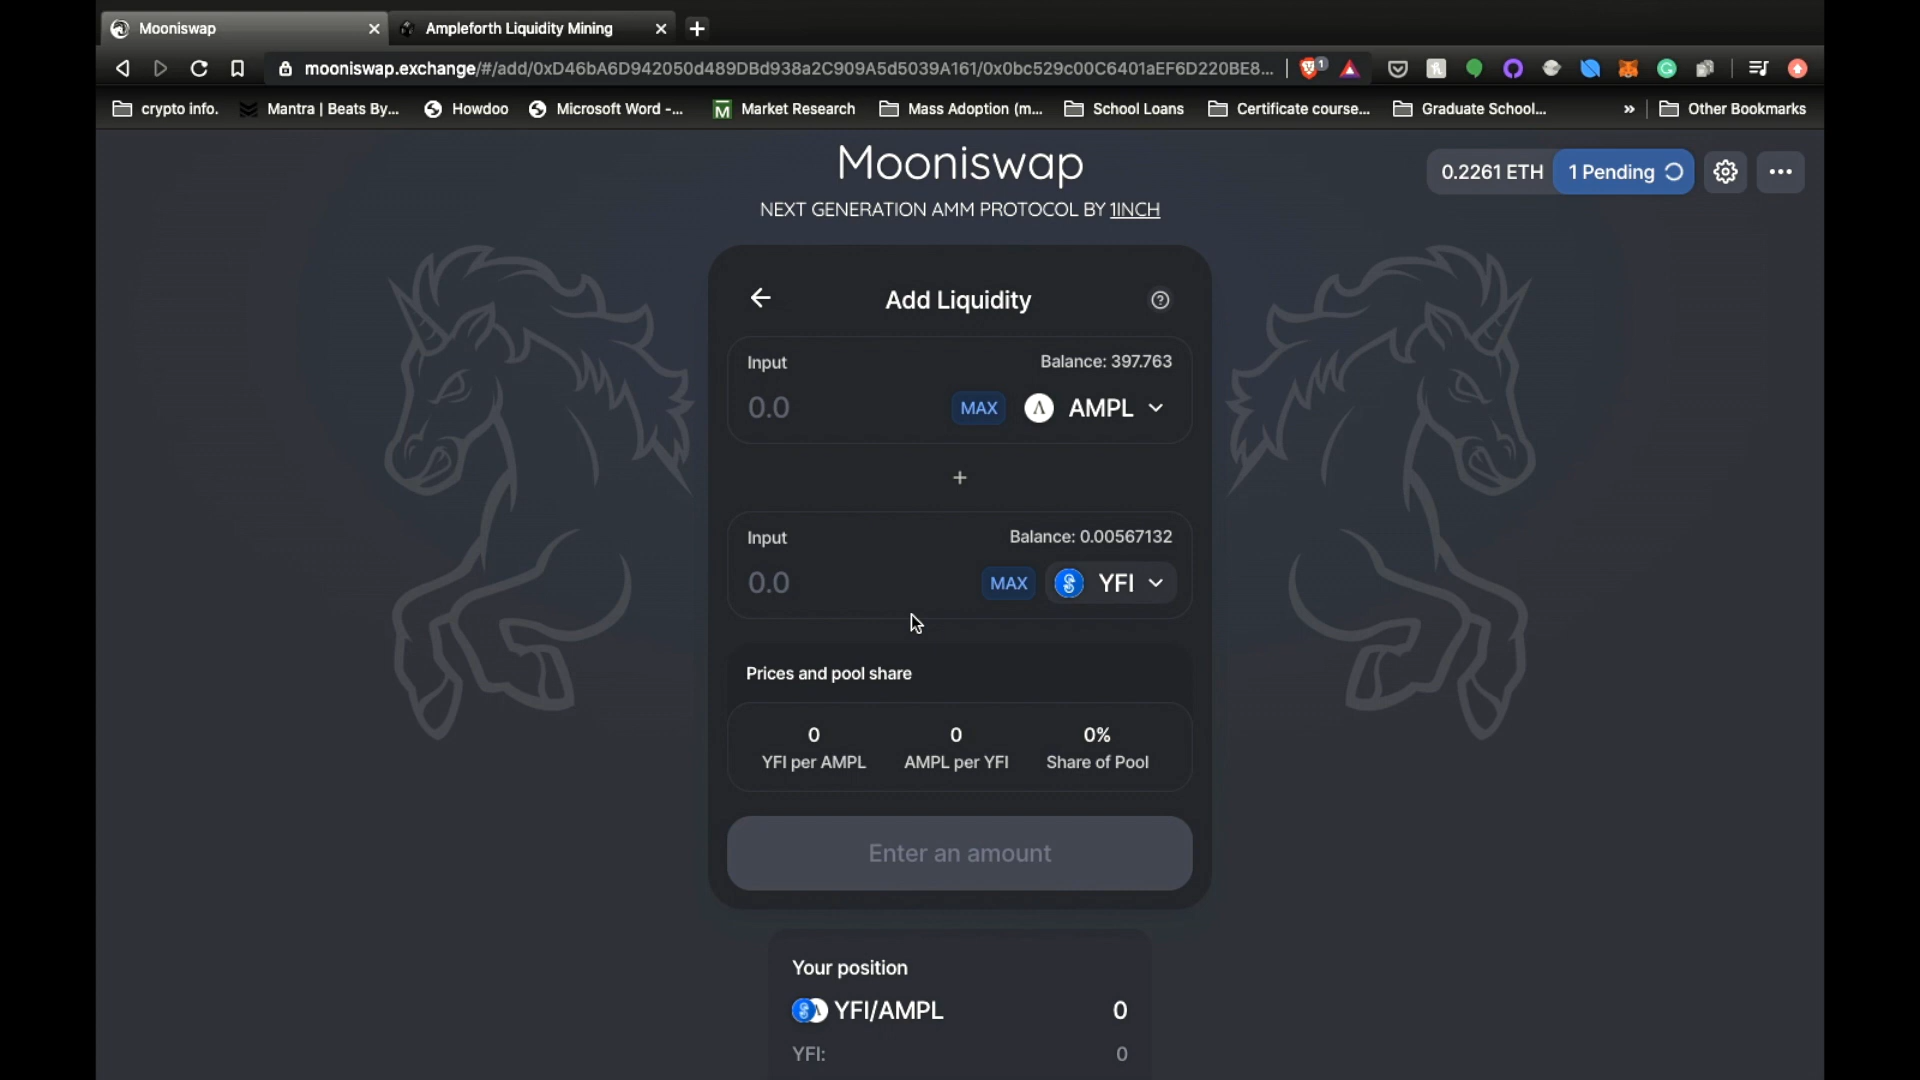 Mooniswap
Ampleforth Liquidity Mining
mooniswap.exchange/#/add/0xD46bA6D942050d489DBd938a2C909A5d5039A161/0x0bc529c00C6401aEF6D220BE8...
1
crypto info.
Mantra | Beats By...
Howdoo
Microsoft Word -...
Market Research
Mass Adoption (m...
School Loans
Certificate course...
Graduate School...
»
Other Bookmarks
Mooniswap
NEXT GENERATION AMM PROTOCOL BY 1INCH
0.2261 ETH
1 Pending
Add Liquidity
Input
Balance: 397.763
0.0
MAX
AMPL
+
Input
Balance: 0.00567132
0.0
MAX
YFI
Prices and pool share
0
0
0%
YFI per AMPL
AMPL per YFI
Share of Pool
Enter an amount
Your position
YFI/AMPL
0
YFI:
0